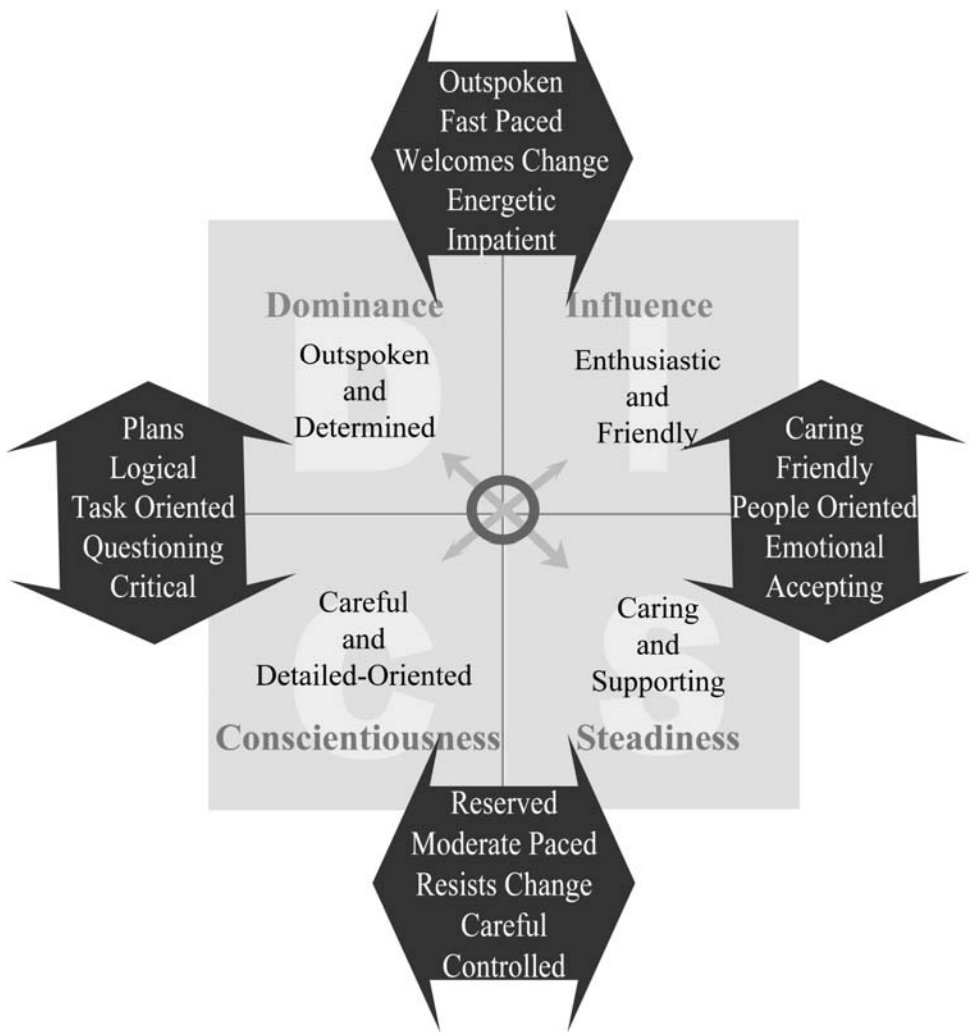 Outspoken
Fast Paced
Welcomes Change
Energetic
Impatient
Dominance
D
Outspoken
and
Determined
Influence
I
Enthusiastic
and
Friendly
Plans
Logical
Task Oriented
Questioning
Critical
Caring
Friendly
People Oriented
Emotional
Accepting
C
Careful
and
Detailed-Oriented
Conscientiousness
S
Caring
and
Supporting
Steadiness
Reserved
Moderate Paced
Resists Change
Careful
Controlled